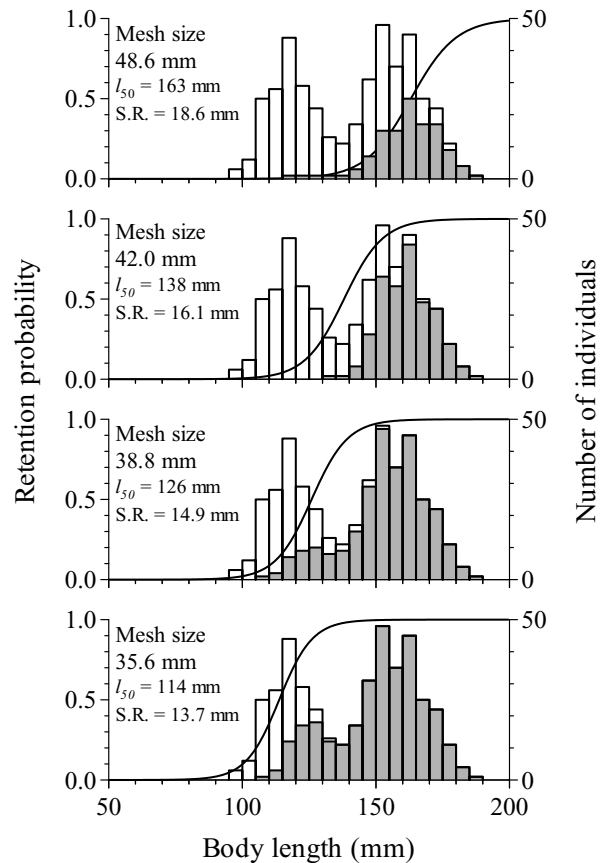 1.0
50
Mesh size
48.6 mm
l50 = 163 mm
S.R. = 18.6 mm
0.5
25
0.0
0
1.0
50
Mesh size
42.0 mm
l50 = 138 mm
S.R. = 16.1 mm
0.5
25
0.0
0
Retention probability
Number of individuals
1.0
50
Mesh size
38.8 mm
l50 = 126 mm
S.R. = 14.9 mm
0.5
25
0.0
0
1.0
50
Mesh size
35.6 mm
l50 = 114 mm
S.R. = 13.7 mm
0.5
25
0.0
0
50 100 150 200
Body length (mm)